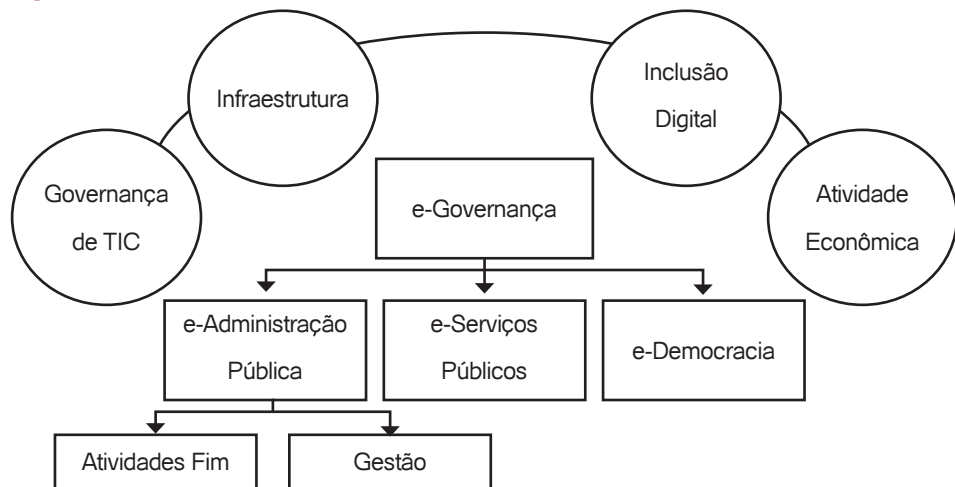 Infraestrutura
Inclusão
Digital
Governança
de TIC
e-Governança
Atividade
Econômica
e-Administração
Pública
e-Serviços
Públicos
e-Democracia
Atividades Fim
Gestão